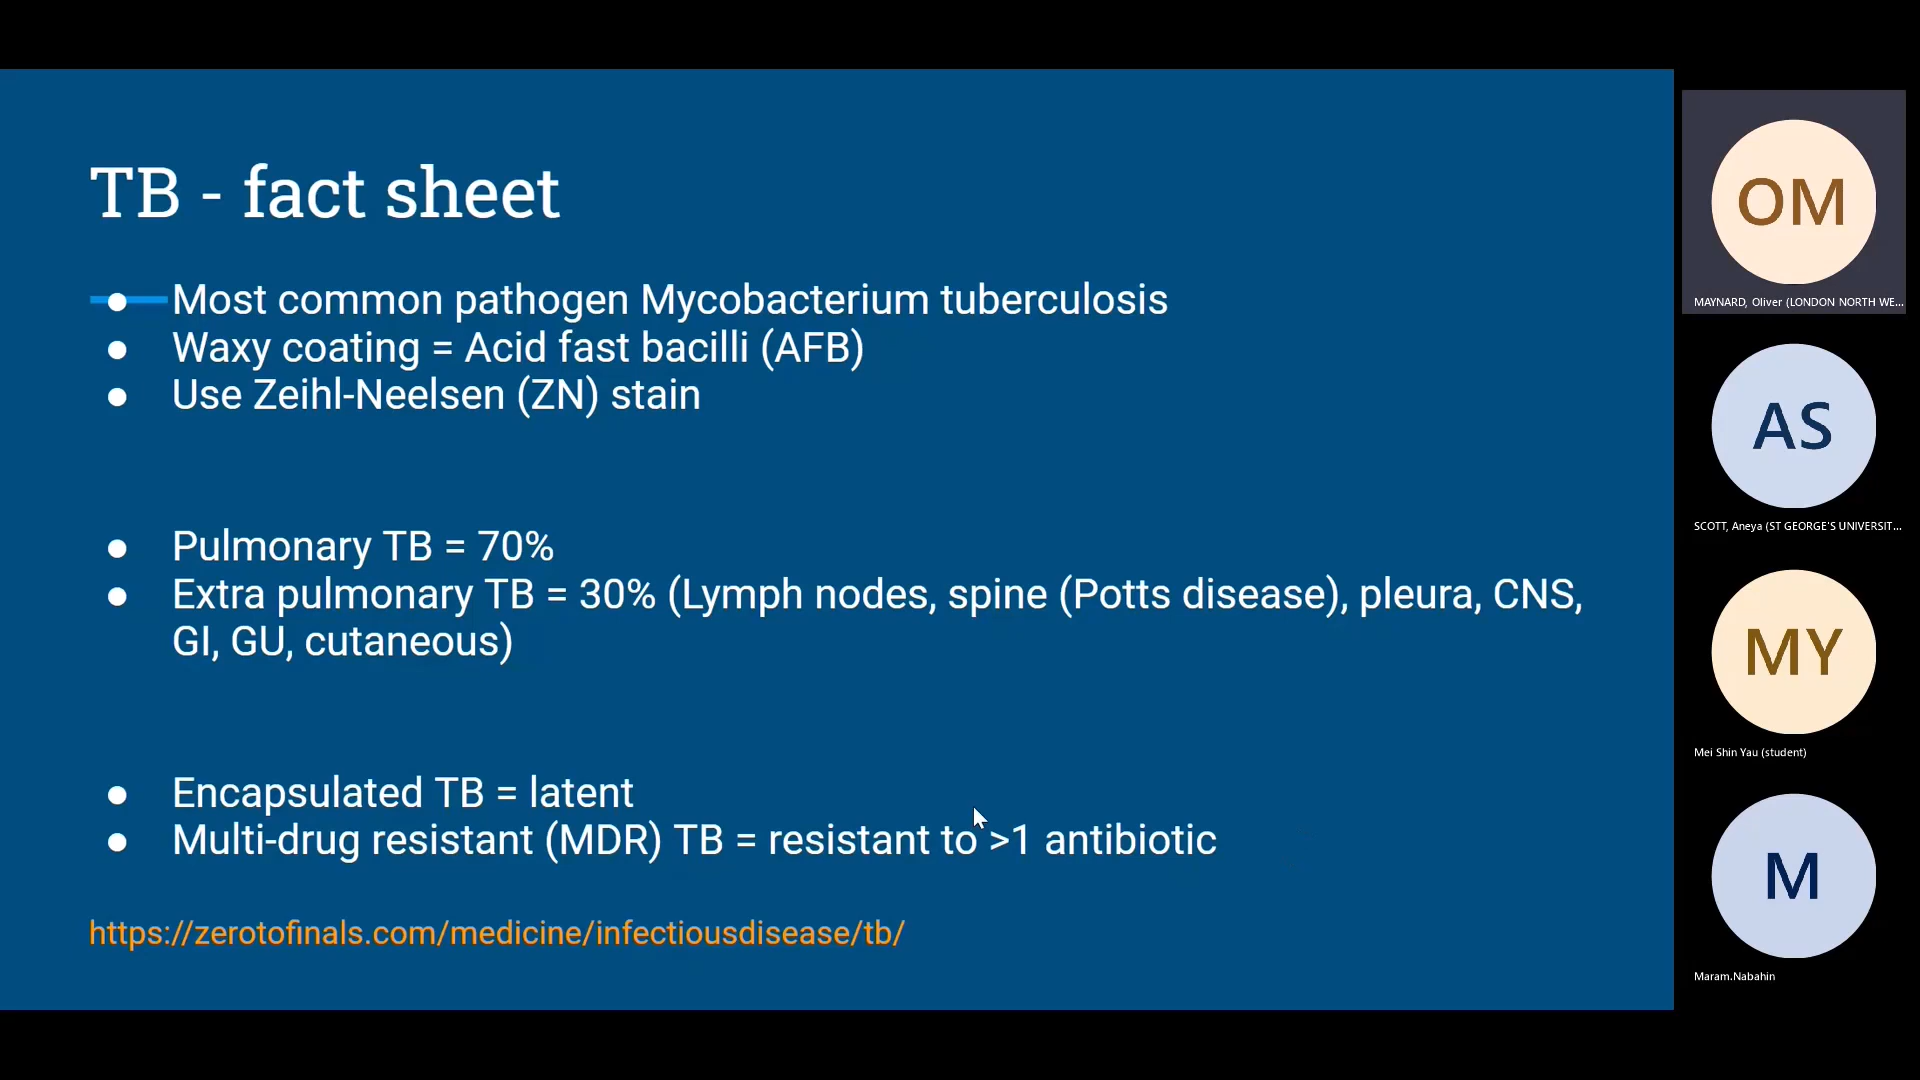 TB - fact sheet
● Most common pathogen Mycobacterium tuberculosis
● Waxy coating = Acid fast bacilli (AFB)
● Use Zeihl-Neelsen (ZN) stain
● Pulmonary TB = 70%
● Extra pulmonary TB = 30% (Lymph nodes, spine (Potts disease), pleura, CNS,
GI, GU, cutaneous)
● Encapsulated TB = latent
● Multi-drug resistant (MDR) TB = resistant to >1 antibiotic
https://zerotofinals.com/medicine/infectiousdisease/tb/
OM
MAYNARD, Oliver (LONDON NORTH WE...
AS
SCOTT, Aneya (ST GEORGE'S UNIVERSIT...
MY
Mei Shin Yau (student)
M
Maram.Nabahin